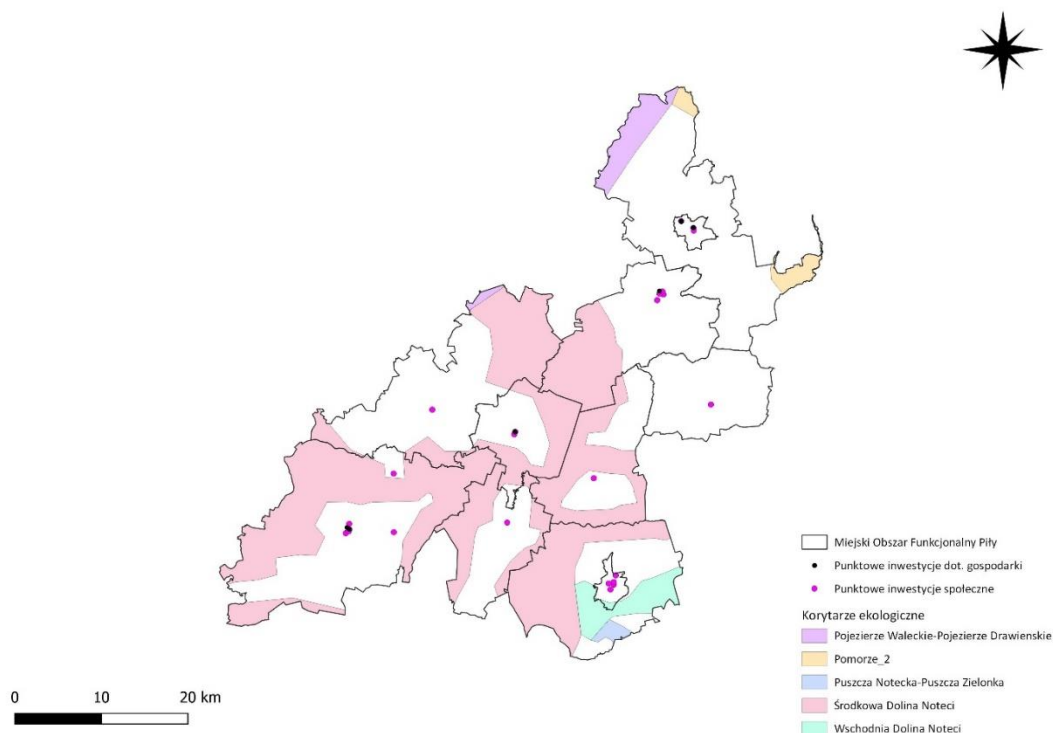 Miejski Obszar Funkcjonalny Piły
Punktowe inwestycje dot. gospodarki
Punktowe inwestycje społeczne
Korytarze ekologiczne
Pojezierze Wałeckie-Pojezierze Drawienskie
Pomorze_2
Puszcza Notecka-Puszcza Zielonka
Środkowa Dolina Noteci
Wschodnia Dolina Noteci
0 10 20 km